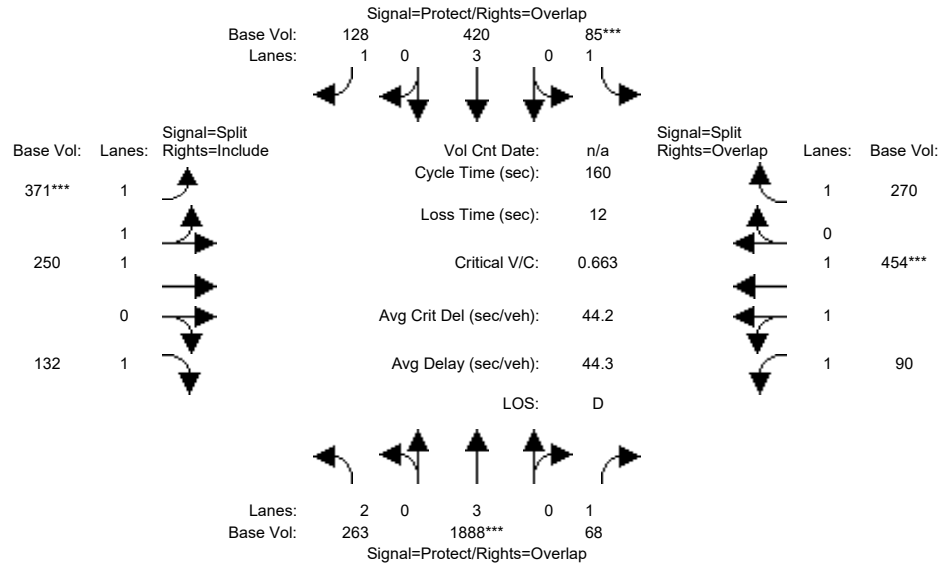 Signal=Protect/Rights=Overlap
Base Vol: 128 420 85***
Lanes: 1 0 3 0 1
Signal=Split Signal=Split
Base Vol: Lanes: Rights=Include Vol Cnt Date: n/a Rights=Overlap Lanes: Base Vol:
Cycle Time (sec): 160
371*** 1 1 270
Loss Time (sec): 12
1 0
250 1 Critical V/C: 0.663 1 454***
0 Avg Crit Del (sec/veh): 44.2 1
132 1 Avg Delay (sec/veh): 44.3 1 90
LOS: D
Lanes: 2 0 3 0 1
Base Vol: 263 1888*** 68
Signal=Protect/Rights=Overlap